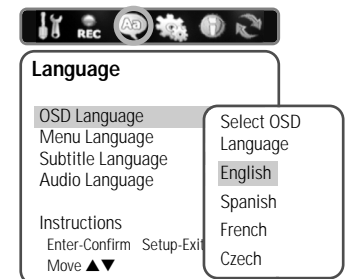 REC Aa i
Language
OSD Language
Menu Language
Subtitle Language
Audio Language
Instructions
Enter-Confirm Setup-Exit
Move ▲▼
Select OSD
Language
English
Spanish
French
Czech